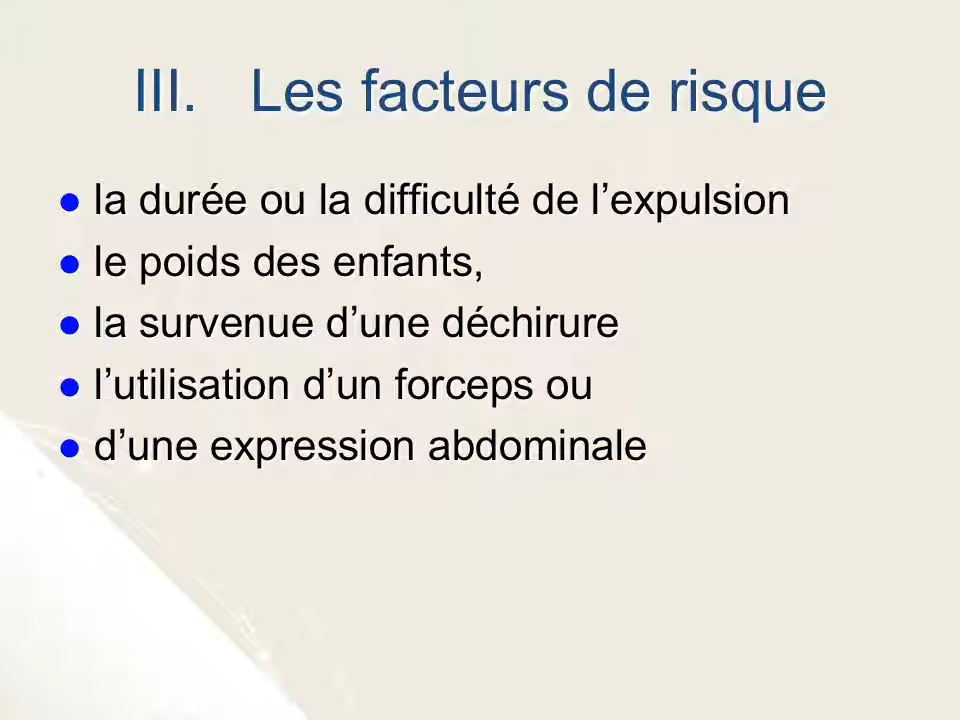 III. Les facteurs de risque
● la durée ou la difficulté de l’expulsion
● le poids des enfants,
● la survenue d’une déchirure
● l’utilisation d’un forceps ou
● d’une expression abdominale